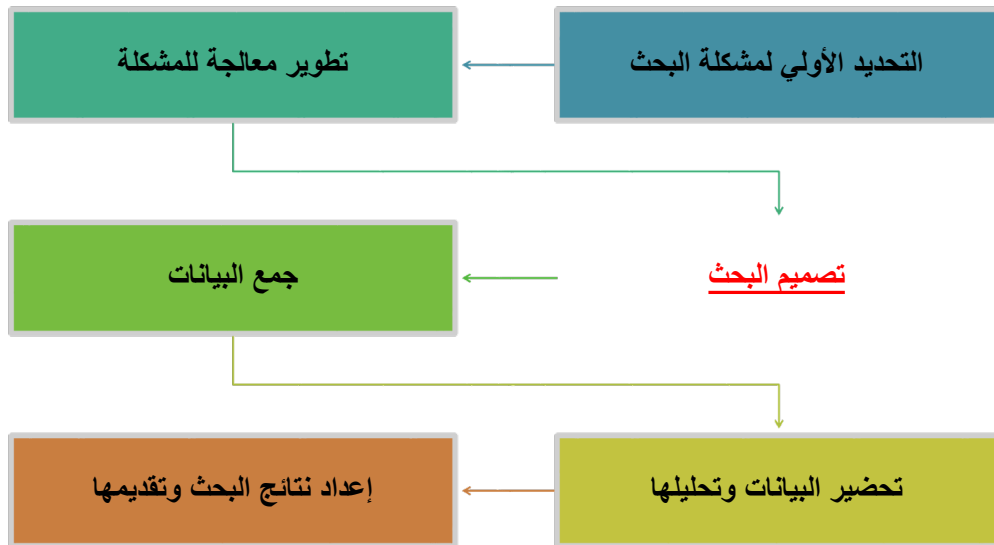 التحديد الأولي لمشكلة البحث
تطوير معالجة للمشكلة
تصميم البحث
جمع البيانات
تحضير البيانات وتحليلها
إعداد نتائج البحث وتقديمها